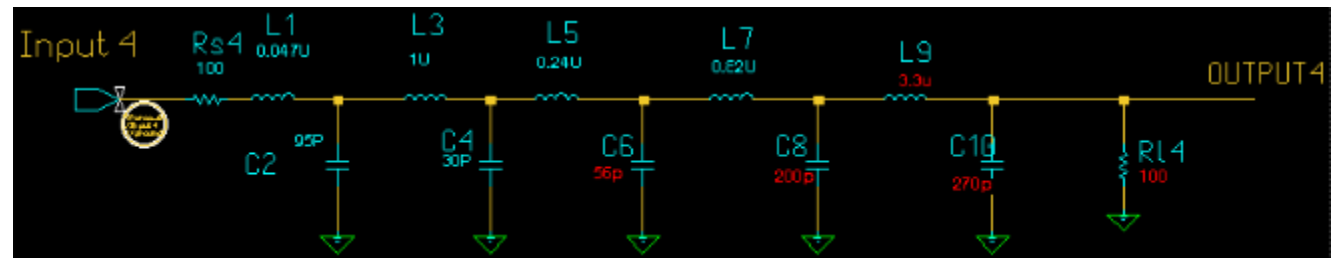 Input 4
Rs4
100
L1
0.047U
L3
1U
L5
0.24U
L7
0.82U
L9
3.3u
OUTPUT4
C2
95P
C4
30P
C6
56p
C8
200p
C10
270p
Rl4
100